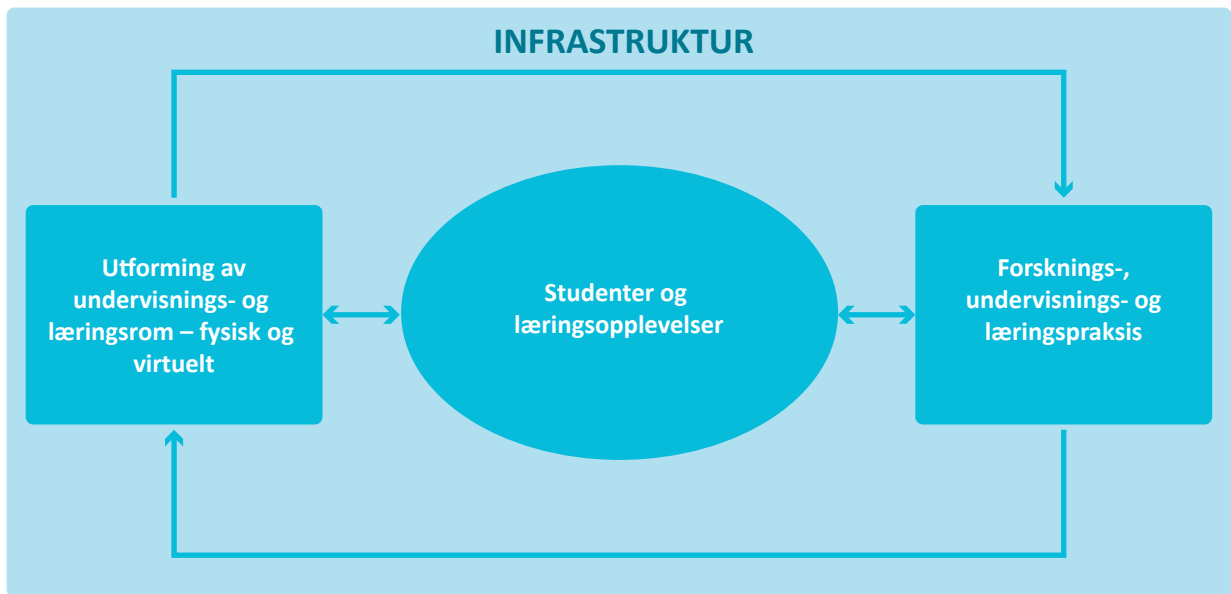 INFRASTRUKTUR
Utforming av
undervisnings- og
læringsrom – fysisk og
virtuelt
Studenter og
læringsopplevelser
Forsknings-,
undervisnings- og
læringspraksis